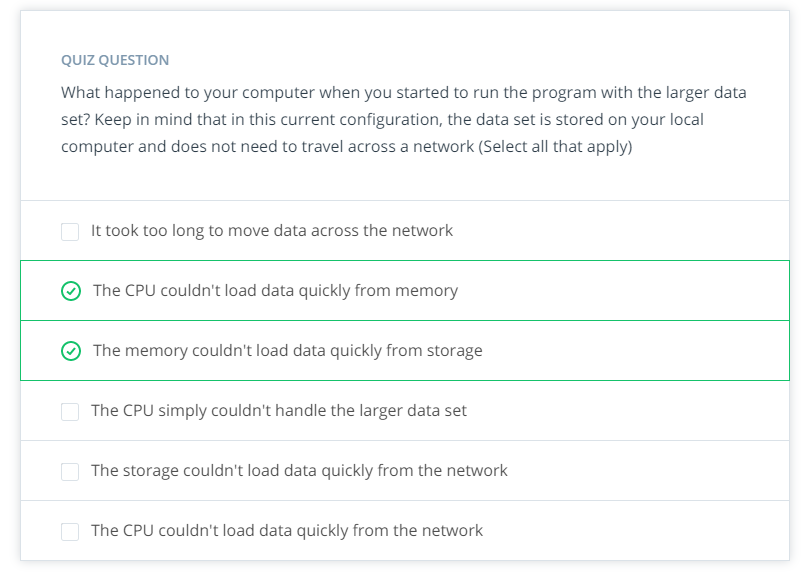 QUIZ QUESTION
What happened to your computer when you started to run the program with the larger data
set? Keep in mind that in this current configuration, the data set is stored on your local
computer and does not need to travel across a network (Select all that apply)
It took too long to move data across the network
The CPU couldn't load data quickly from memory
The memory couldn't load data quickly from storage
The CPU simply couldn't handle the larger data set
The storage couldn't load data quickly from the network
The CPU couldn't load data quickly from the network